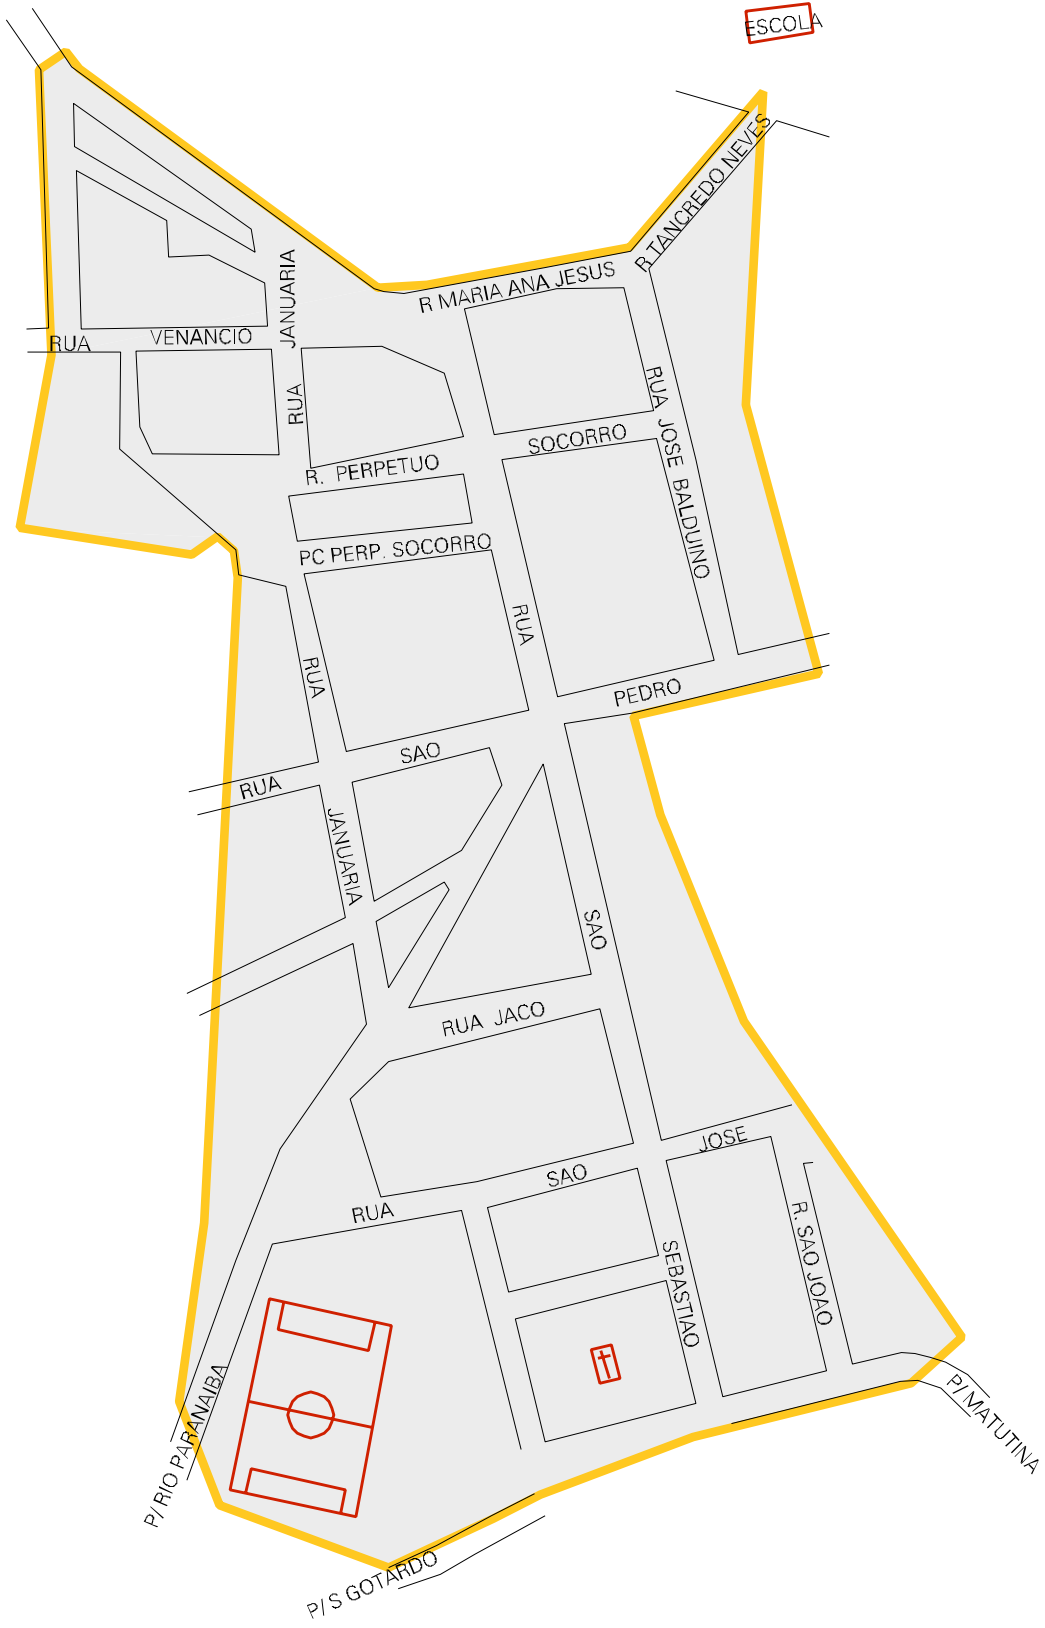 ESCOLA
R TANCREDO NEVES
R MARIA ANA JESUS
RUA JANUARIA
RUA VENANCIO
RUA JOSE BALDUINO
R. PERPETUO SOCORRO
PC PERP. SOCORRO
RUA SAO SEBASTIAO
RUA JANUARIA
RUA SAO PEDRO
RUA JACO
RUA SAO JOSE
R. SAO JOAO
P/ RIO PARANAIBA
P/ MATUTINA
P/ S GOTARDO